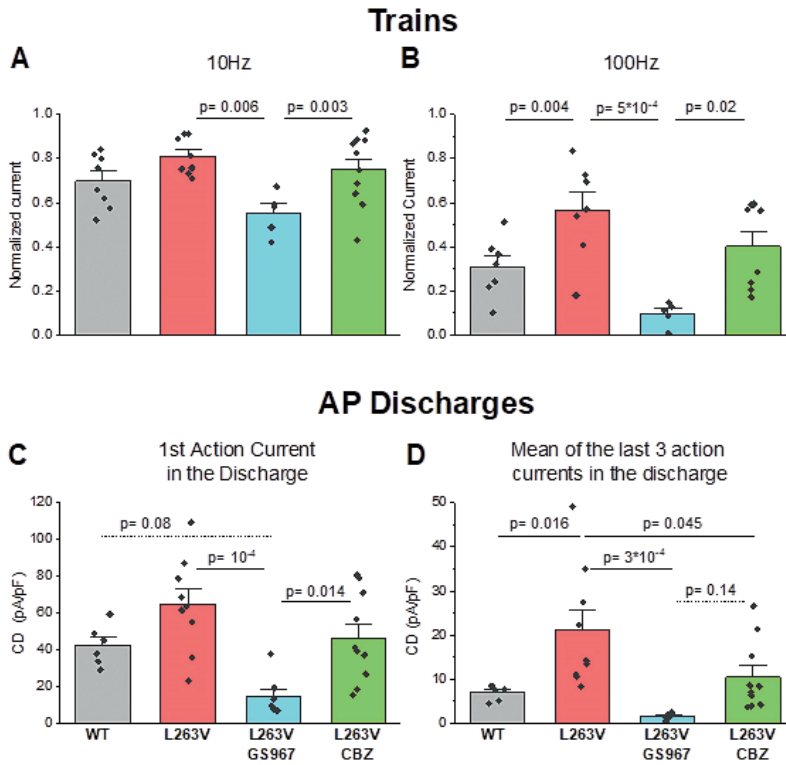 Trains
A
10Hz
B
100Hz
p= 0.006
p= 0.003
p= 0.004
p= 5*10⁻⁴
p= 0.02
Normalized current
1.0
0.8
0.6
0.4
0.2
0.0
Normalized Current
1.0
0.8
0.6
0.4
0.2
0.0
AP Discharges
C
1st Action Current
in the Discharge
D
Mean of the last 3 action
currents in the discharge
p= 0.08
p= 10⁻⁴
p= 0.014
p= 0.016
p= 0.045
p= 3*10⁻⁴
p= 0.14
CD (pA/pF)
120
100
80
60
40
20
0
CD (pA/pF)
50
40
30
20
10
0
WT
L263V
L263V
GS967
L263V
CBZ
WT
L263V
L263V
GS967
L263V
CBZ